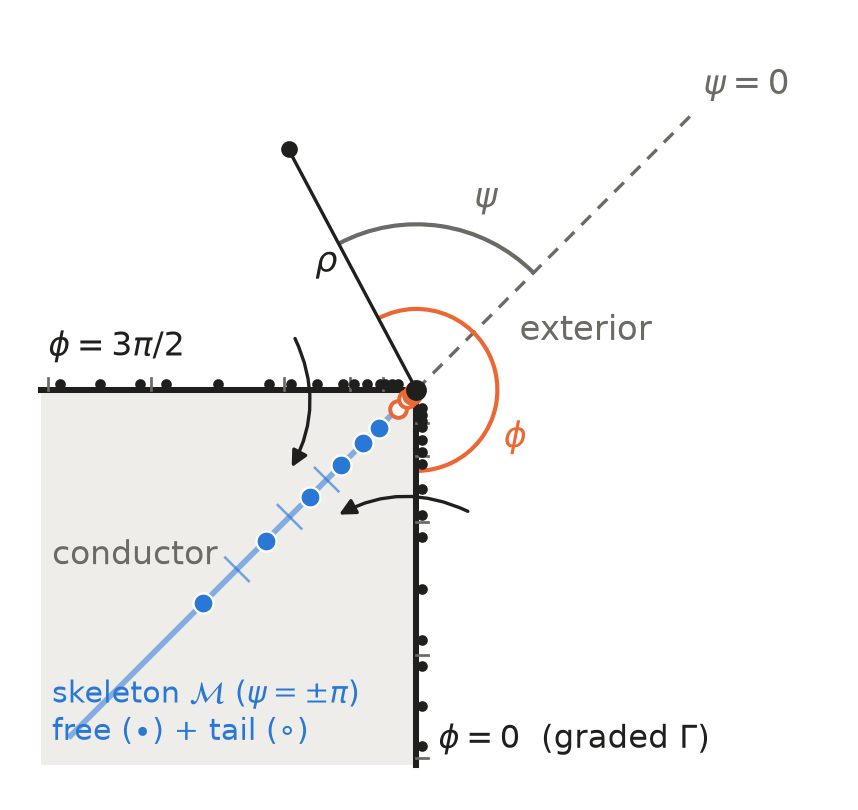 ψ = 0
ψ
ρ
exterior
ϕ = 3π/2
ϕ
conductor
skeleton ℳ (ψ = ±π)
free (•) + tail (∘)
ϕ = 0 (graded Γ)